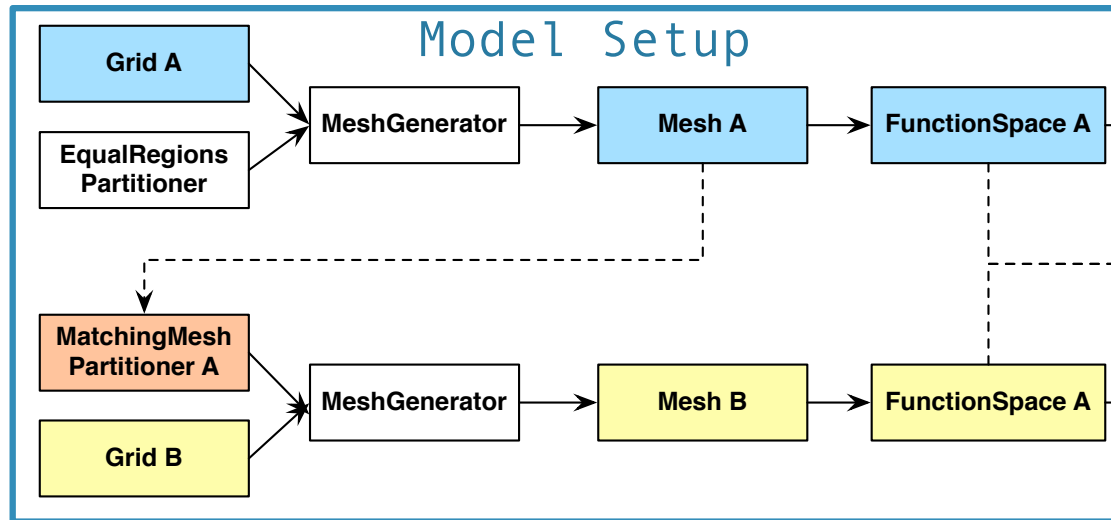 Model Setup
Grid A
EqualRegions
Partitioner
MeshGenerator
Mesh A
FunctionSpace A
MatchingMesh
Partitioner A
Grid B
MeshGenerator
Mesh B
FunctionSpace A